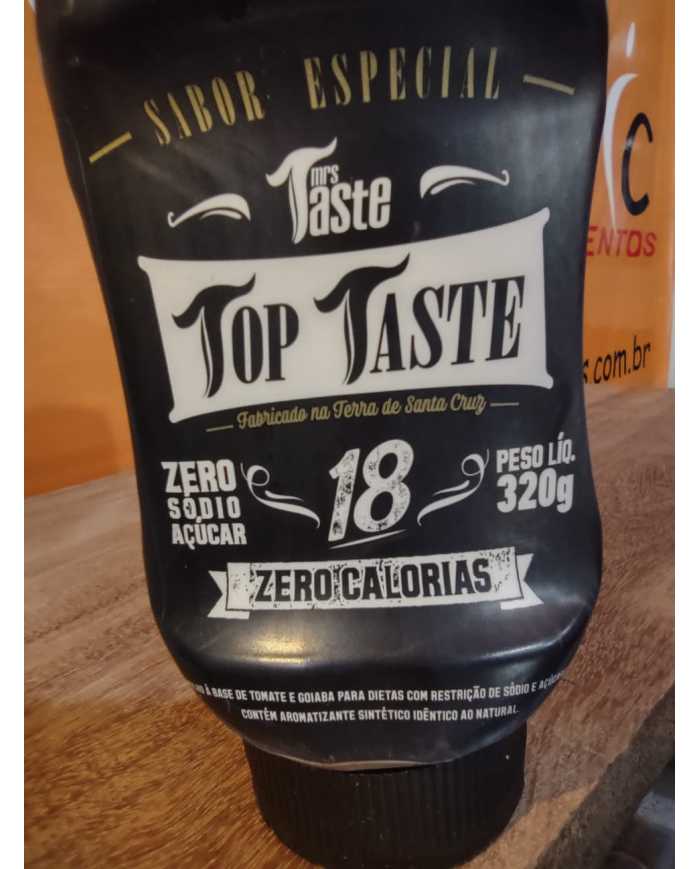 SABOR ESPECIAL
mrs
Taste
TOP TASTE
Fabricado na Terra de Santa Cruz
ZERO
SÓDIO
AÇÚCAR
18
PESO LÍQ.
320g
ZERO CALORIAS
À BASE DE TOMATE E GOIABA PARA DIETAS COM RESTRIÇÃO DE SÓDIO E
CONTÉM AROMATIZANTE SINTÉTICO IDÊNTICO AO NATURAL.
C
ENTOS
s.com.br